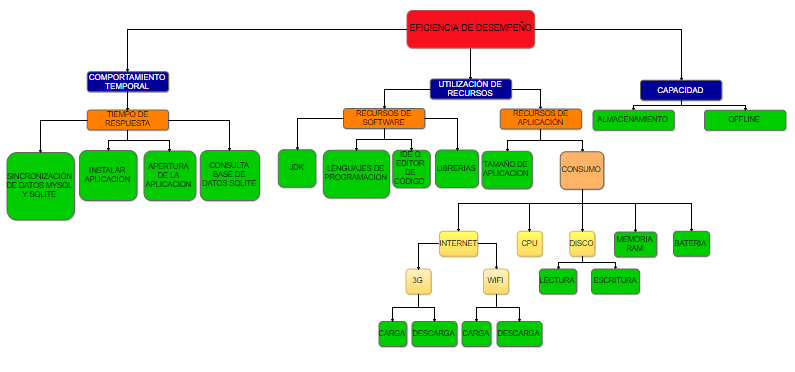 EFICIENCIA DE DESEMPEÑO
COMPORTAMIENTO
TEMPORAL
UTILIZACIÓN DE
RECURSOS
CAPACIDAD
TIEMPO DE
RESPUESTA
RECURSOS DE
SOFTWARE
RECURSOS DE
APLICACIÓN
ALMACENAMIENTO
OFFLINE
SINCRONIZACIÓN
DE DATOS MYSQL
Y SQLITE
INSTALAR
APLICACION
APERTURA
DE LA
APLICACION
CONSULTA
BASE DE
DATOS SQLITE
JDK
LENGUAJES DE
PROGRAMACION
IDE O
EDITOR
DE
CÓDIGO
LIBRERIAS
TAMAÑO DE
APLICACION
CONSUMO
INTERNET
CPU
DISCO
MEMORIA
RAM
BATERIA
3G
WIFI
LECTURA
ESCRITURA
CARGA
DESCARGA
CARGA
DESCARGA